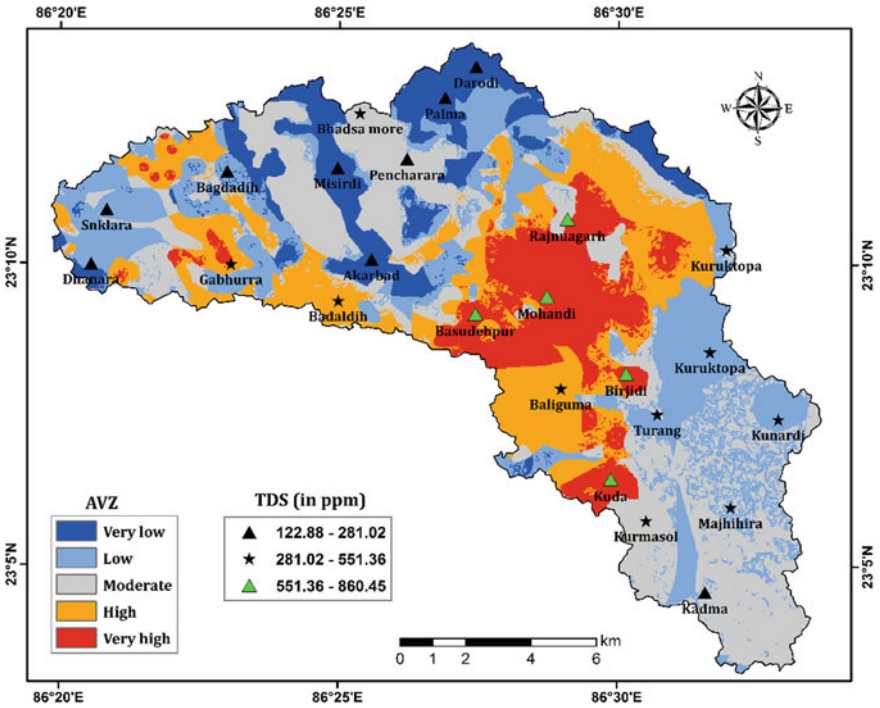 86°20'E 86°25'E 86°30'E
N
W E
S
Darodi
Palma
Bhadsa more
Pencharara
Misirdi
Bagdadih
Snklara
Rajnuagarh
Kuruktopa
23°10'N 23°10'N
Dhanara
Gabhurra
Akarbad
Badaldih
Mohandi
Basudehpur
Kuruktopa
Birjidi
Baliguma
Turang
Kunardi
Kuda
Majhihira
Kurmasol
Kadma
23°5'N 23°5'N
AVZ
Very low
Low
Moderate
High
Very high
TDS (in ppm)
122.88 - 281.02
281.02 - 551.36
551.36 - 860.45
km
0 1 2 4 6
86°20'E 86°25'E 86°30'E